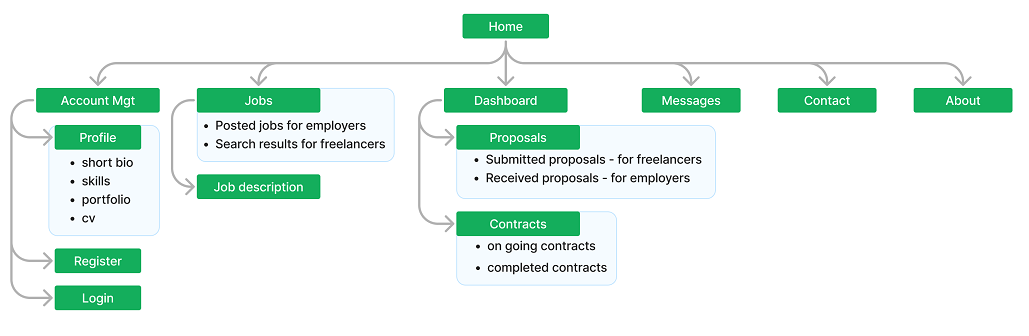 Home
Account Mgt
Jobs
Dashboard
Messages
Contact
About
Profile
• short bio
• skills
• portfolio
• cv
Register
Login
• Posted jobs for employers
• Search results for freelancers
Job description
Proposals
• Submitted proposals - for freelancers
• Received proposals - for employers
Contracts
• on going contracts
• completed contracts